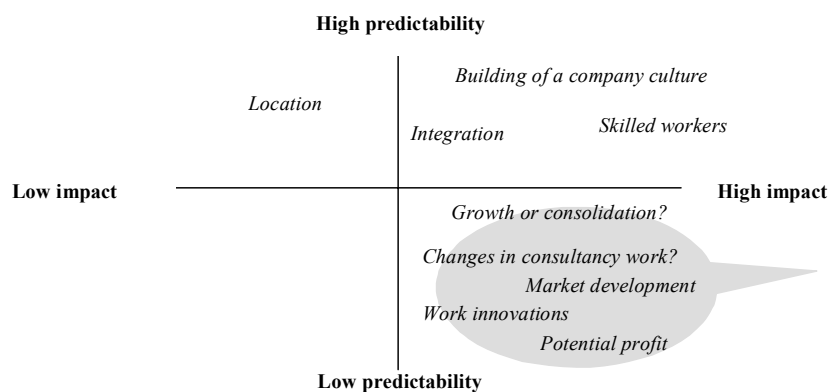 High predictability
Building of a company culture
Location
Skilled workers
Integration
Low impact
High impact
Growth or consolidation?
Changes in consultancy work?
Market development
Work innovations
Potential profit
Low predictability